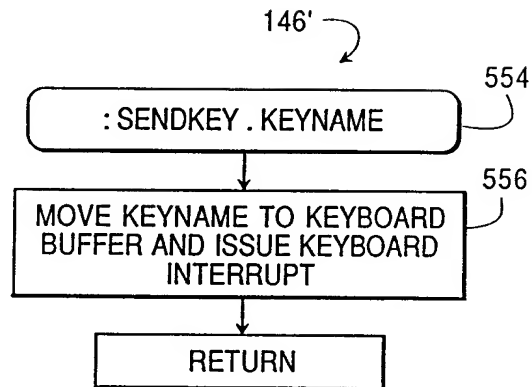 146'
554
:SENDKEY.KEYNAME
556
MOVE KEYNAME TO KEYBOARD
BUFFER AND ISSUE KEYBOARD
INTERRUPT
RETURN